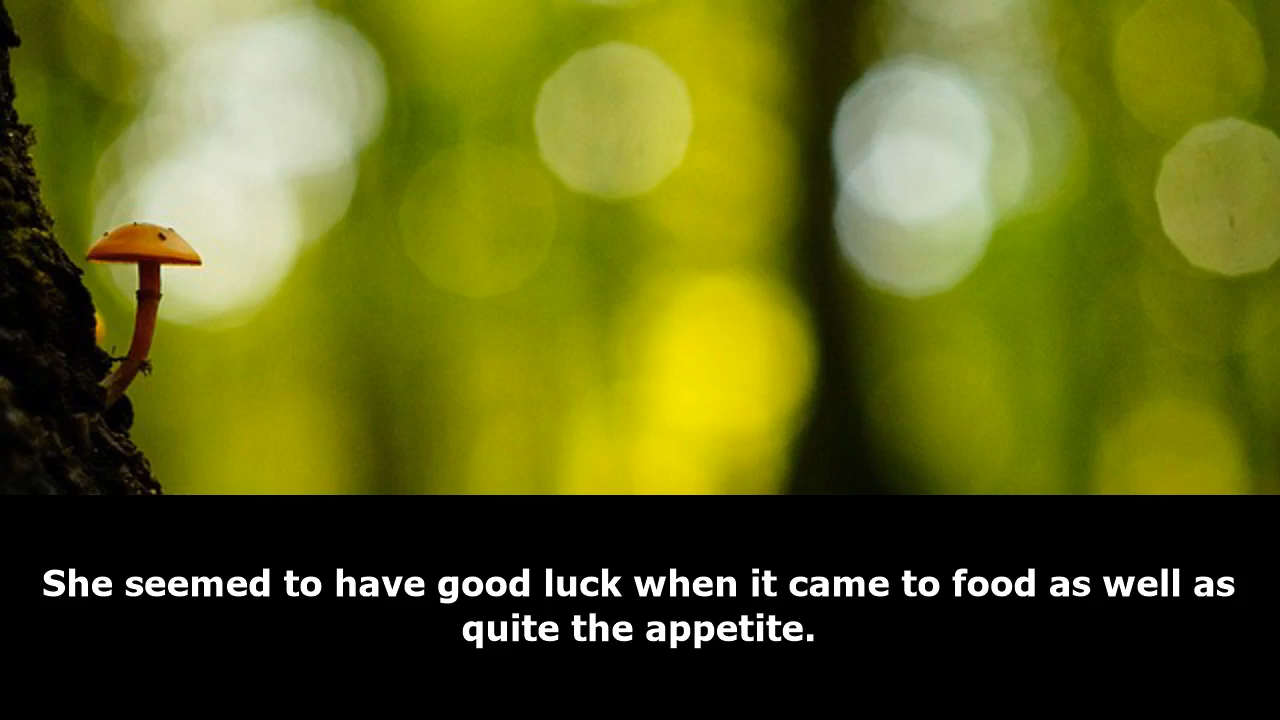 She seemed to have good luck when it came to food as well as
quite the appetite.